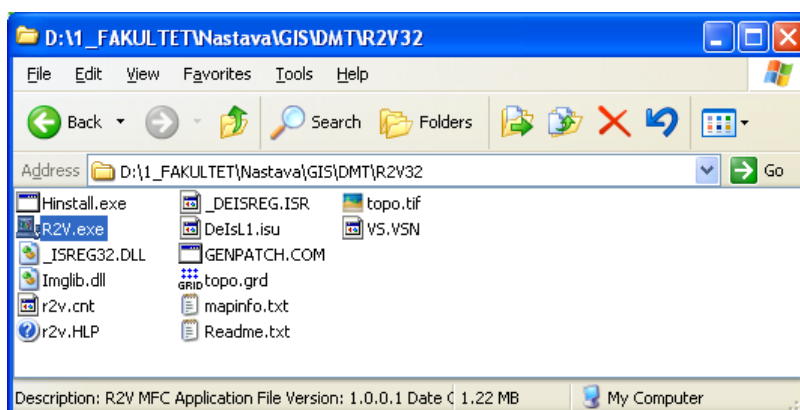 D:\1_FAKULTET\Nastava\GIS\DMT\R2V32
File Edit View Favorites Tools Help
Back Search Folders
Address D:\1_FAKULTET\Nastava\GIS\DMT\R2V32 Go
Hinstall.exe _DEISREG.ISR topo.tif
R2V.exe DeIsL1.isu VS.VSN
_ISREG32.DLL GENPATCH.COM
Imglib.dll GRID topo.grd
r2v.cnt mapinfo.txt
r2v.HLP Readme.txt
Description: R2V MFC Application File Version: 1.0.0.1 Date C 1.22 MB My Computer